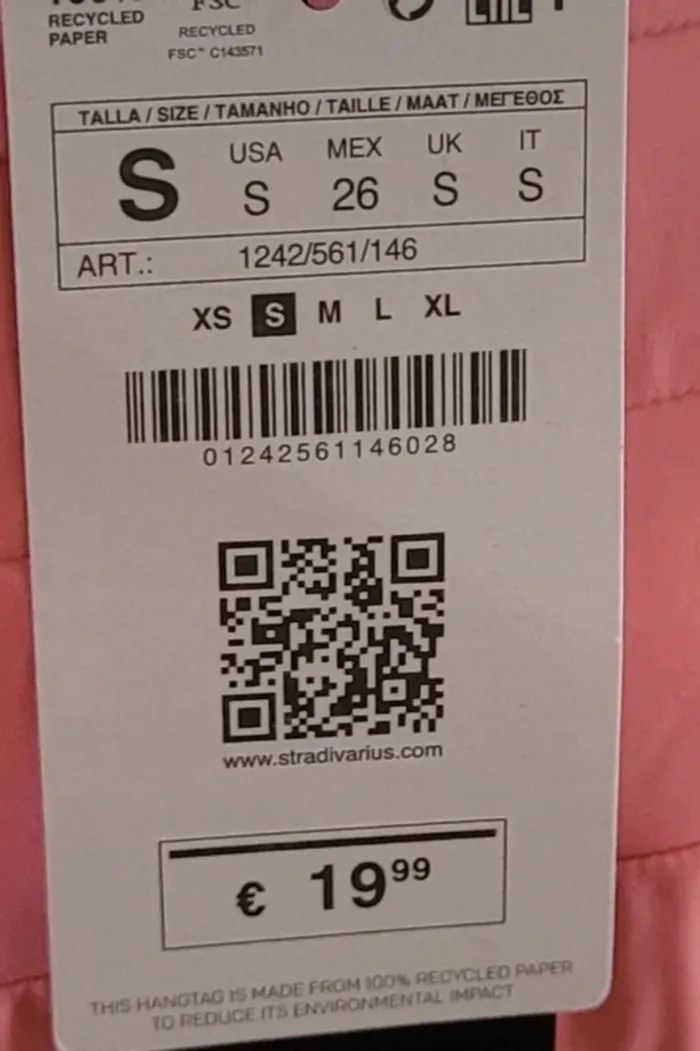 RECYCLED
PAPER
FSC
RECYCLED
FSC™ C143571
TALLA / SIZE / TAMANHO / TAILLE / MAAT / ΜΕΓΕΘΟΣ
S
USA MEX UK IT
S 26 S S
ART.: 1242/561/146
XS S M L XL
01242561146028
www.stradivarius.com
€ 19⁹⁹
THIS HANGTAG IS MADE FROM 100% RECYCLED PAPER
TO REDUCE ITS ENVIRONMENTAL IMPACT